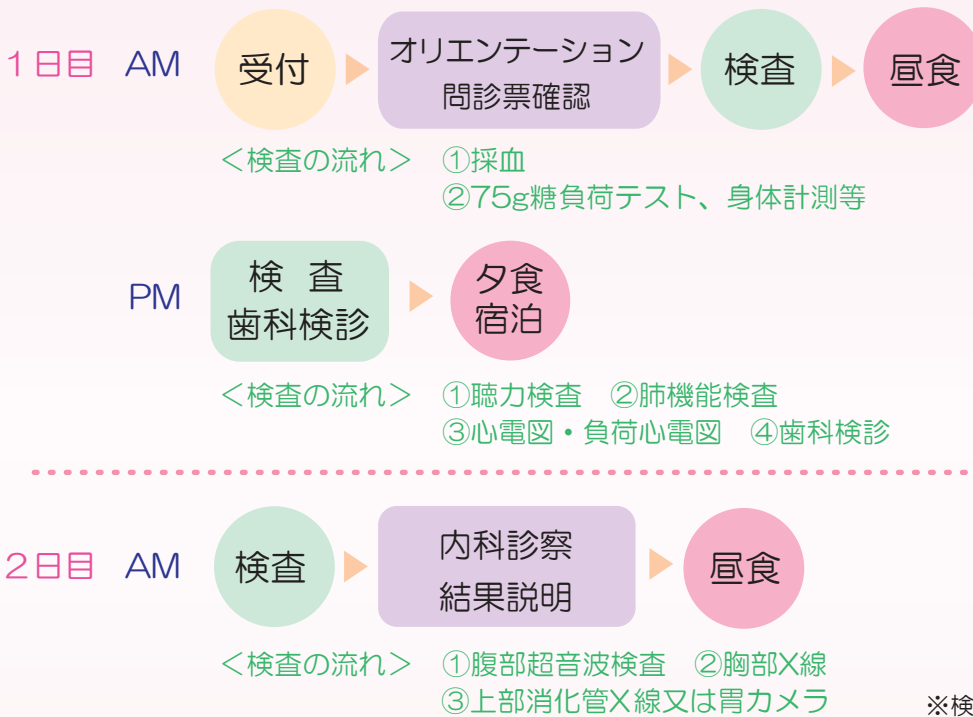 1日目 AM 受付 オリエンテーション 問診票確認 検査 昼食
＜検査の流れ＞ ①採血
②75g糖負荷テスト、身体計測等
PM 検 査 歯科検診 夕食 宿泊
＜検査の流れ＞ ①聴力検査 ②肺機能検査
③心電図・負荷心電図 ④歯科検診
2日目 AM 検査 内科診察 結果説明 昼食
＜検査の流れ＞ ①腹部超音波検査 ②胸部X線
③上部消化管X線又は胃カメラ
※検